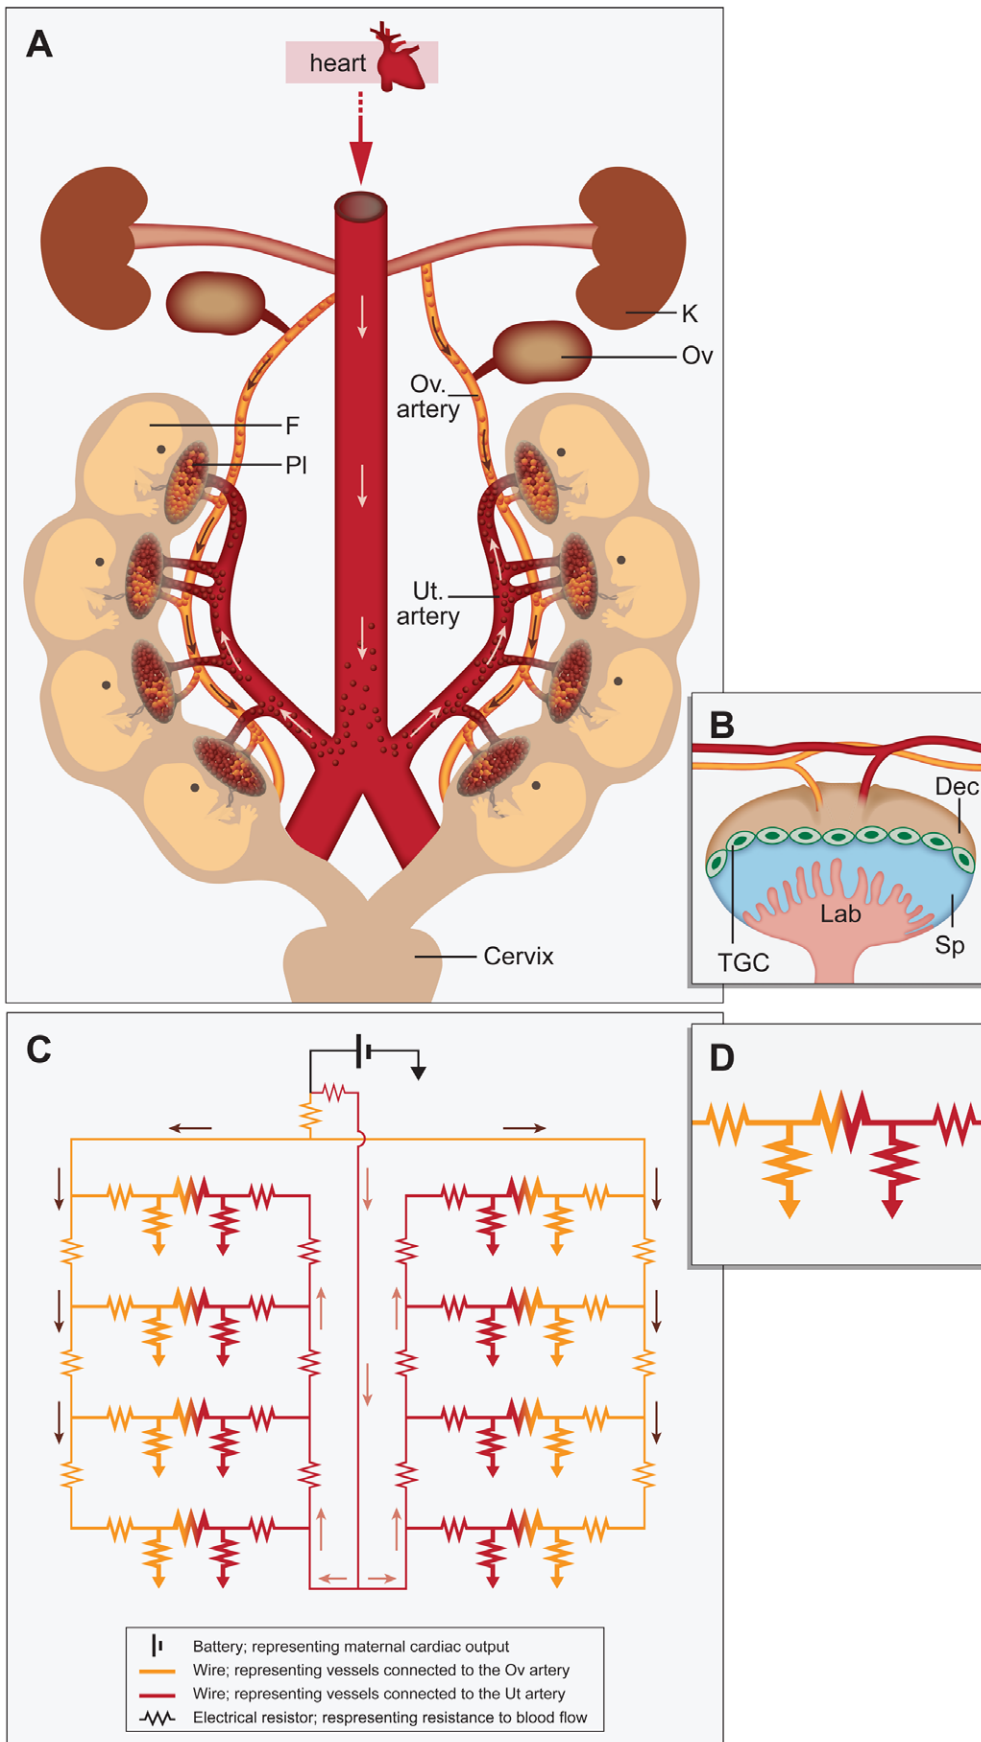 A
heart
K
Ov
Ov.
artery
F
Pl
Ut.
artery
Cervix
B
Dec
Lab
TGC
Sp
C
D
Battery; representing maternal cardiac output
Wire; representing vessels connected to the Ov artery
Wire; representing vessels connected to the Ut artery
Electrical resistor; respresenting resistance to blood flow